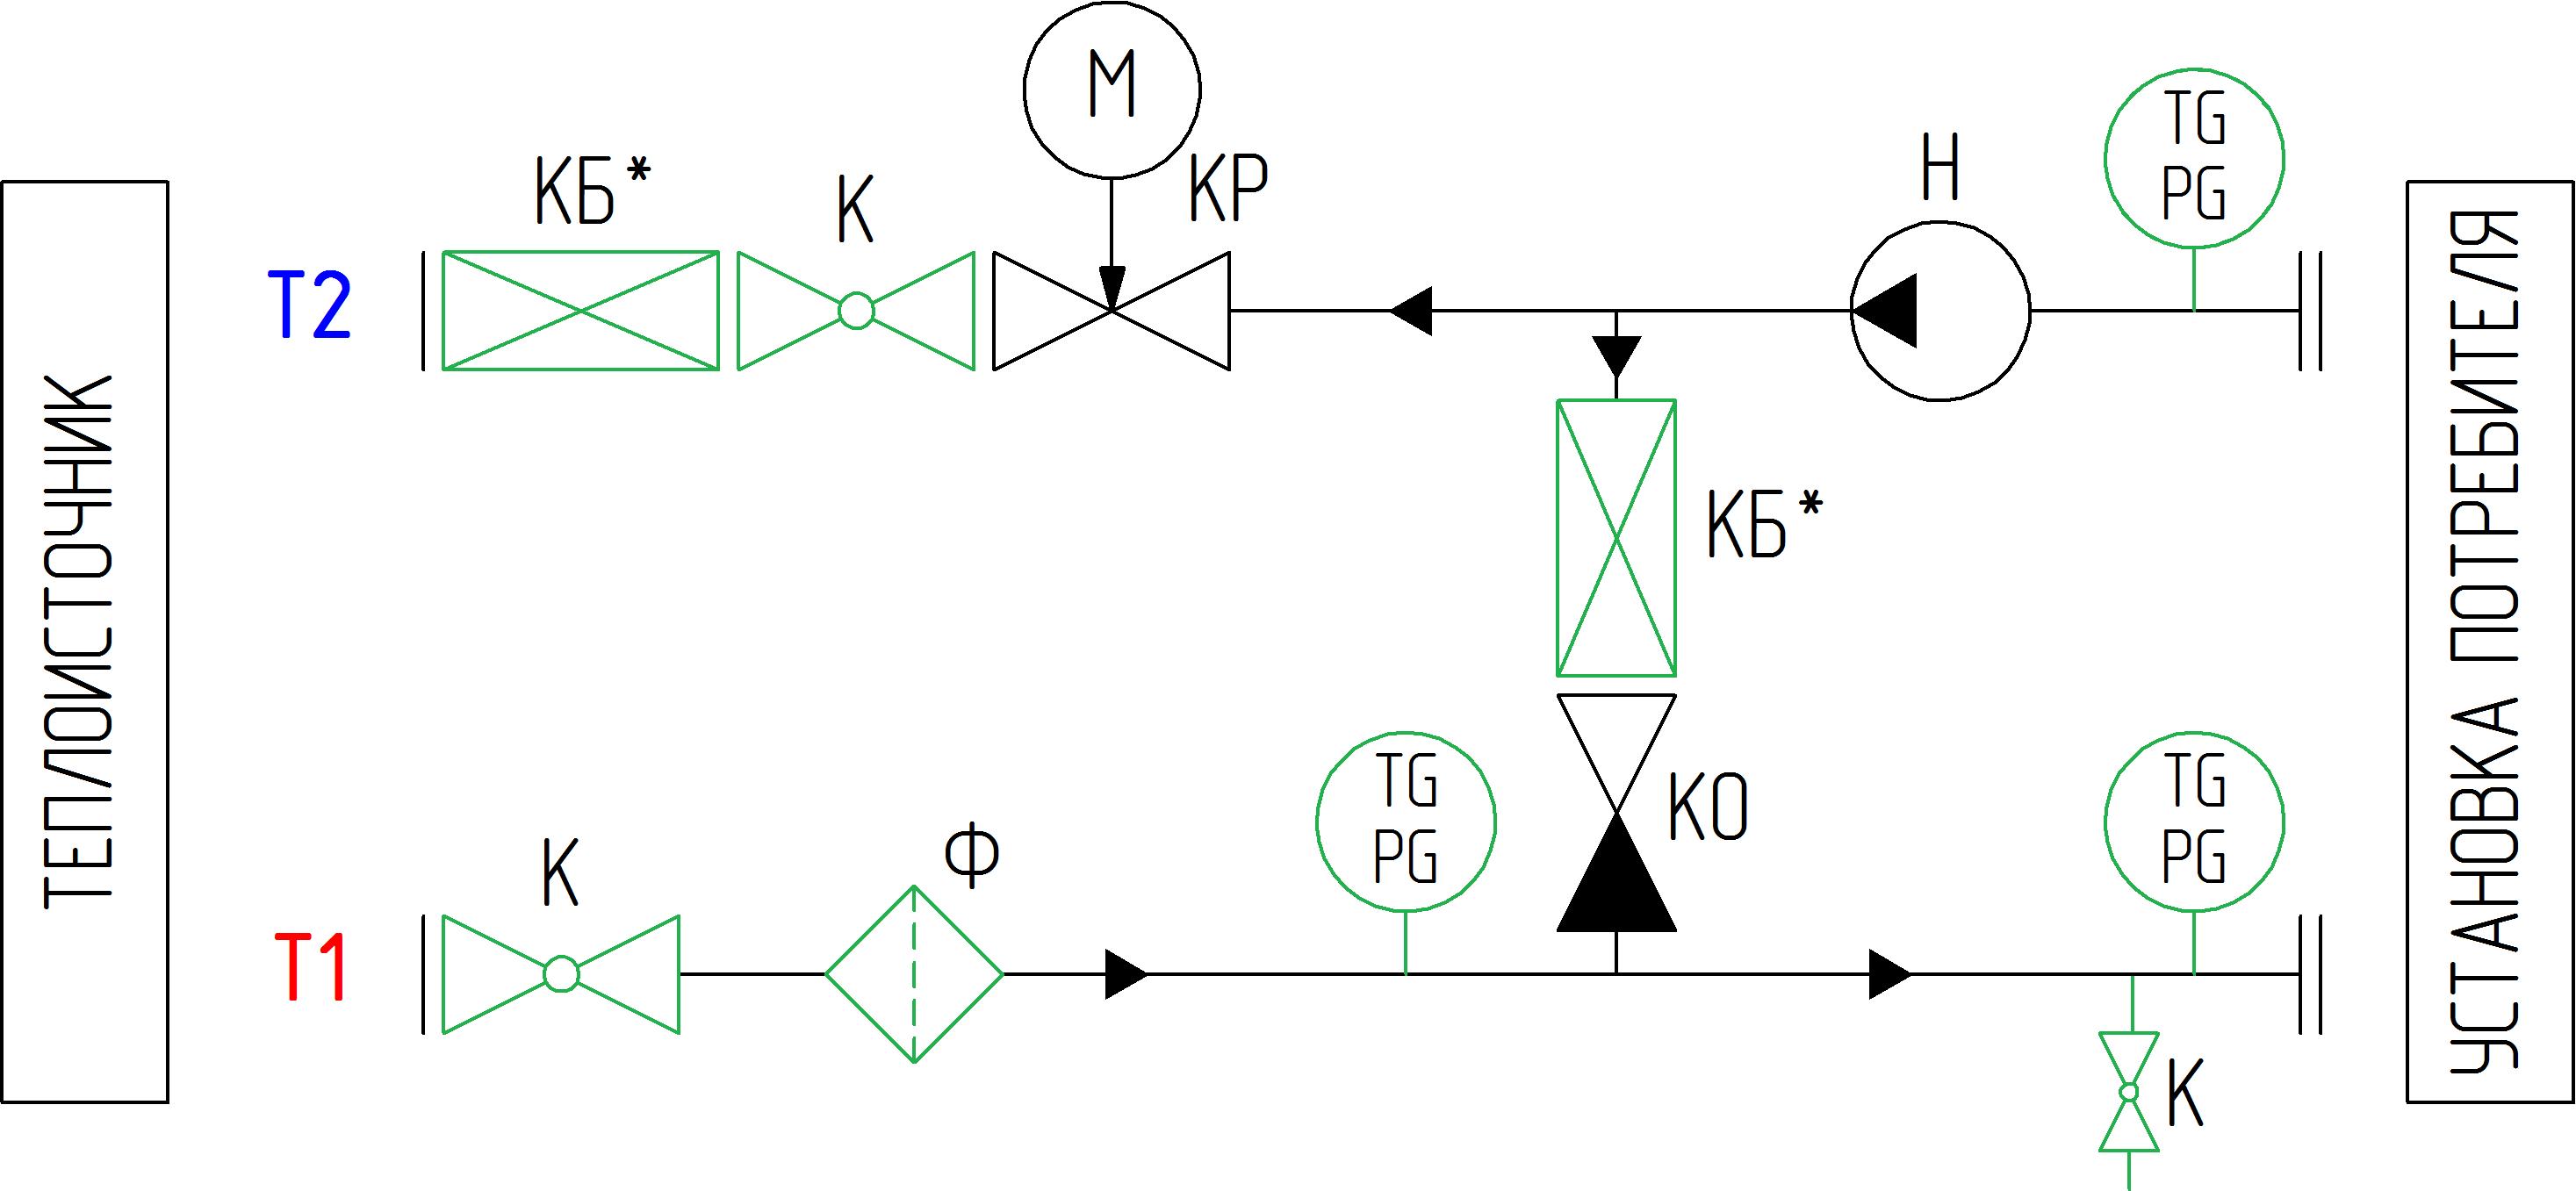 М
КБ*
К
КР
Н
TG
PG
Т2
КБ*
ТЕПЛОИСТОЧНИК
УСТАНОВКА ПОТРЕБИТЕЛЯ
К
Ф
TG
PG
КО
TG
PG
Т1
К